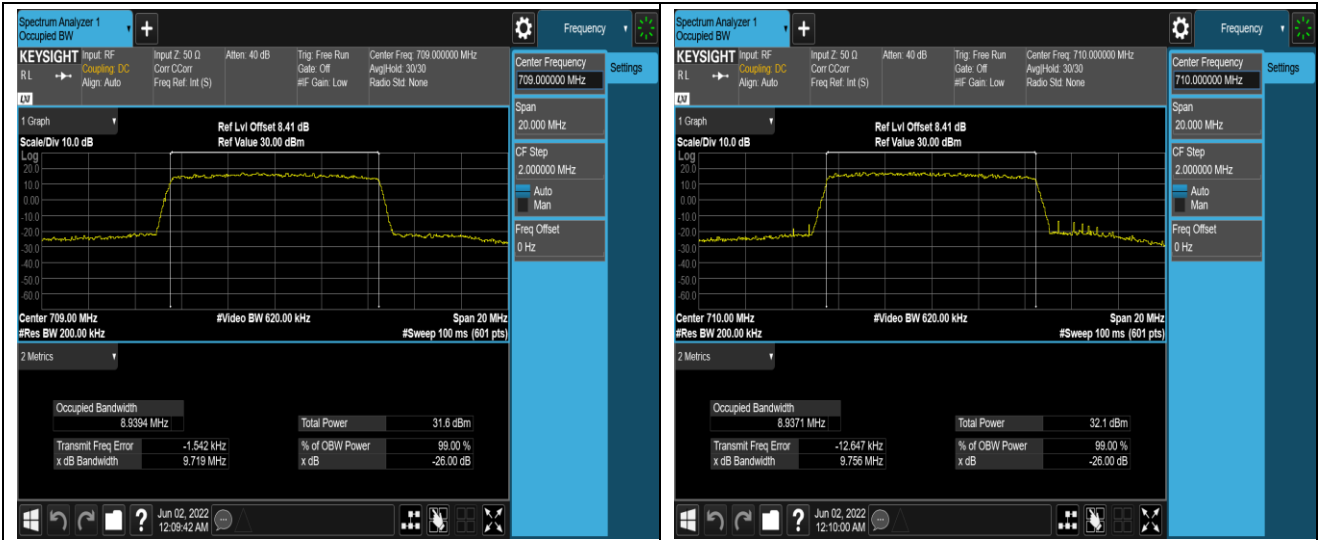 Spectrum Analyzer 1
Occupied BW
+
Frequency
KEYSIGHT
Input: RF
Input Z: 50 Ω
Atten: 40 dB
Trig: Free Run
Center Freq: 709.000000 MHz
Coupling: DC
Corr CCorr
Gate: Off
Avg|Hold: 30/30
RL
Align: Auto
Freq Ref: Int (S)
#IF Gain: Low
Radio Std: None
LXI
Center Frequency
709.000000 MHz
Settings
Span
20.000 MHz
CF Step
2.000000 MHz
Auto
Man
Freq Offset
0 Hz
1 Graph
Ref Lvl Offset 8.41 dB
Scale/Div 10.0 dB
Ref Value 30.00 dBm
Log
20.0
10.0
0.00
-10.0
-20.0
-30.0
-40.0
-50.0
-60.0
Center 709.00 MHz
#Video BW 620.00 kHz
Span 20 MHz
#Res BW 200.00 kHz
#Sweep 100 ms (601 pts)
2 Metrics
Occupied Bandwidth
8.9394 MHz
Total Power
31.6 dBm
Transmit Freq Error
-1.542 kHz
% of OBW Power
99.00 %
x dB Bandwidth
9.719 MHz
x dB
-26.00 dB
?
Jun 02, 2022
12:09:42 AM
Spectrum Analyzer 1
Occupied BW
+
Frequency
KEYSIGHT
Input: RF
Input Z: 50 Ω
Atten: 40 dB
Trig: Free Run
Center Freq: 710.000000 MHz
Coupling: DC
Corr CCorr
Gate: Off
Avg|Hold: 30/30
RL
Align: Auto
Freq Ref: Int (S)
#IF Gain: Low
Radio Std: None
LXI
Center Frequency
710.000000 MHz
Settings
Span
20.000 MHz
CF Step
2.000000 MHz
Auto
Man
Freq Offset
0 Hz
1 Graph
Ref Lvl Offset 8.41 dB
Scale/Div 10.0 dB
Ref Value 30.00 dBm
Log
20.0
10.0
0.00
-10.0
-20.0
-30.0
-40.0
-50.0
-60.0
Center 710.00 MHz
#Video BW 620.00 kHz
Span 20 MHz
#Res BW 200.00 kHz
#Sweep 100 ms (601 pts)
2 Metrics
Occupied Bandwidth
8.9371 MHz
Total Power
32.1 dBm
Transmit Freq Error
-12.647 kHz
% of OBW Power
99.00 %
x dB Bandwidth
9.756 MHz
x dB
-26.00 dB
?
Jun 02, 2022
12:10:00 AM